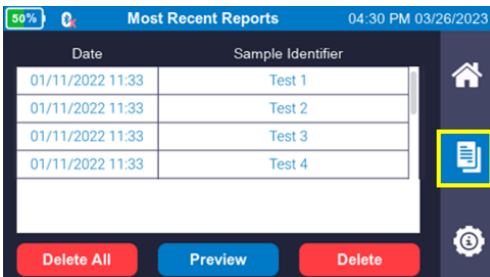 50% Most Recent Reports 04:30 PM 03/26/2023
Date Sample Identifier
01/11/2022 11:33 Test 1
01/11/2022 11:33 Test 2
01/11/2022 11:33 Test 3
01/11/2022 11:33 Test 4
Delete All Preview Delete